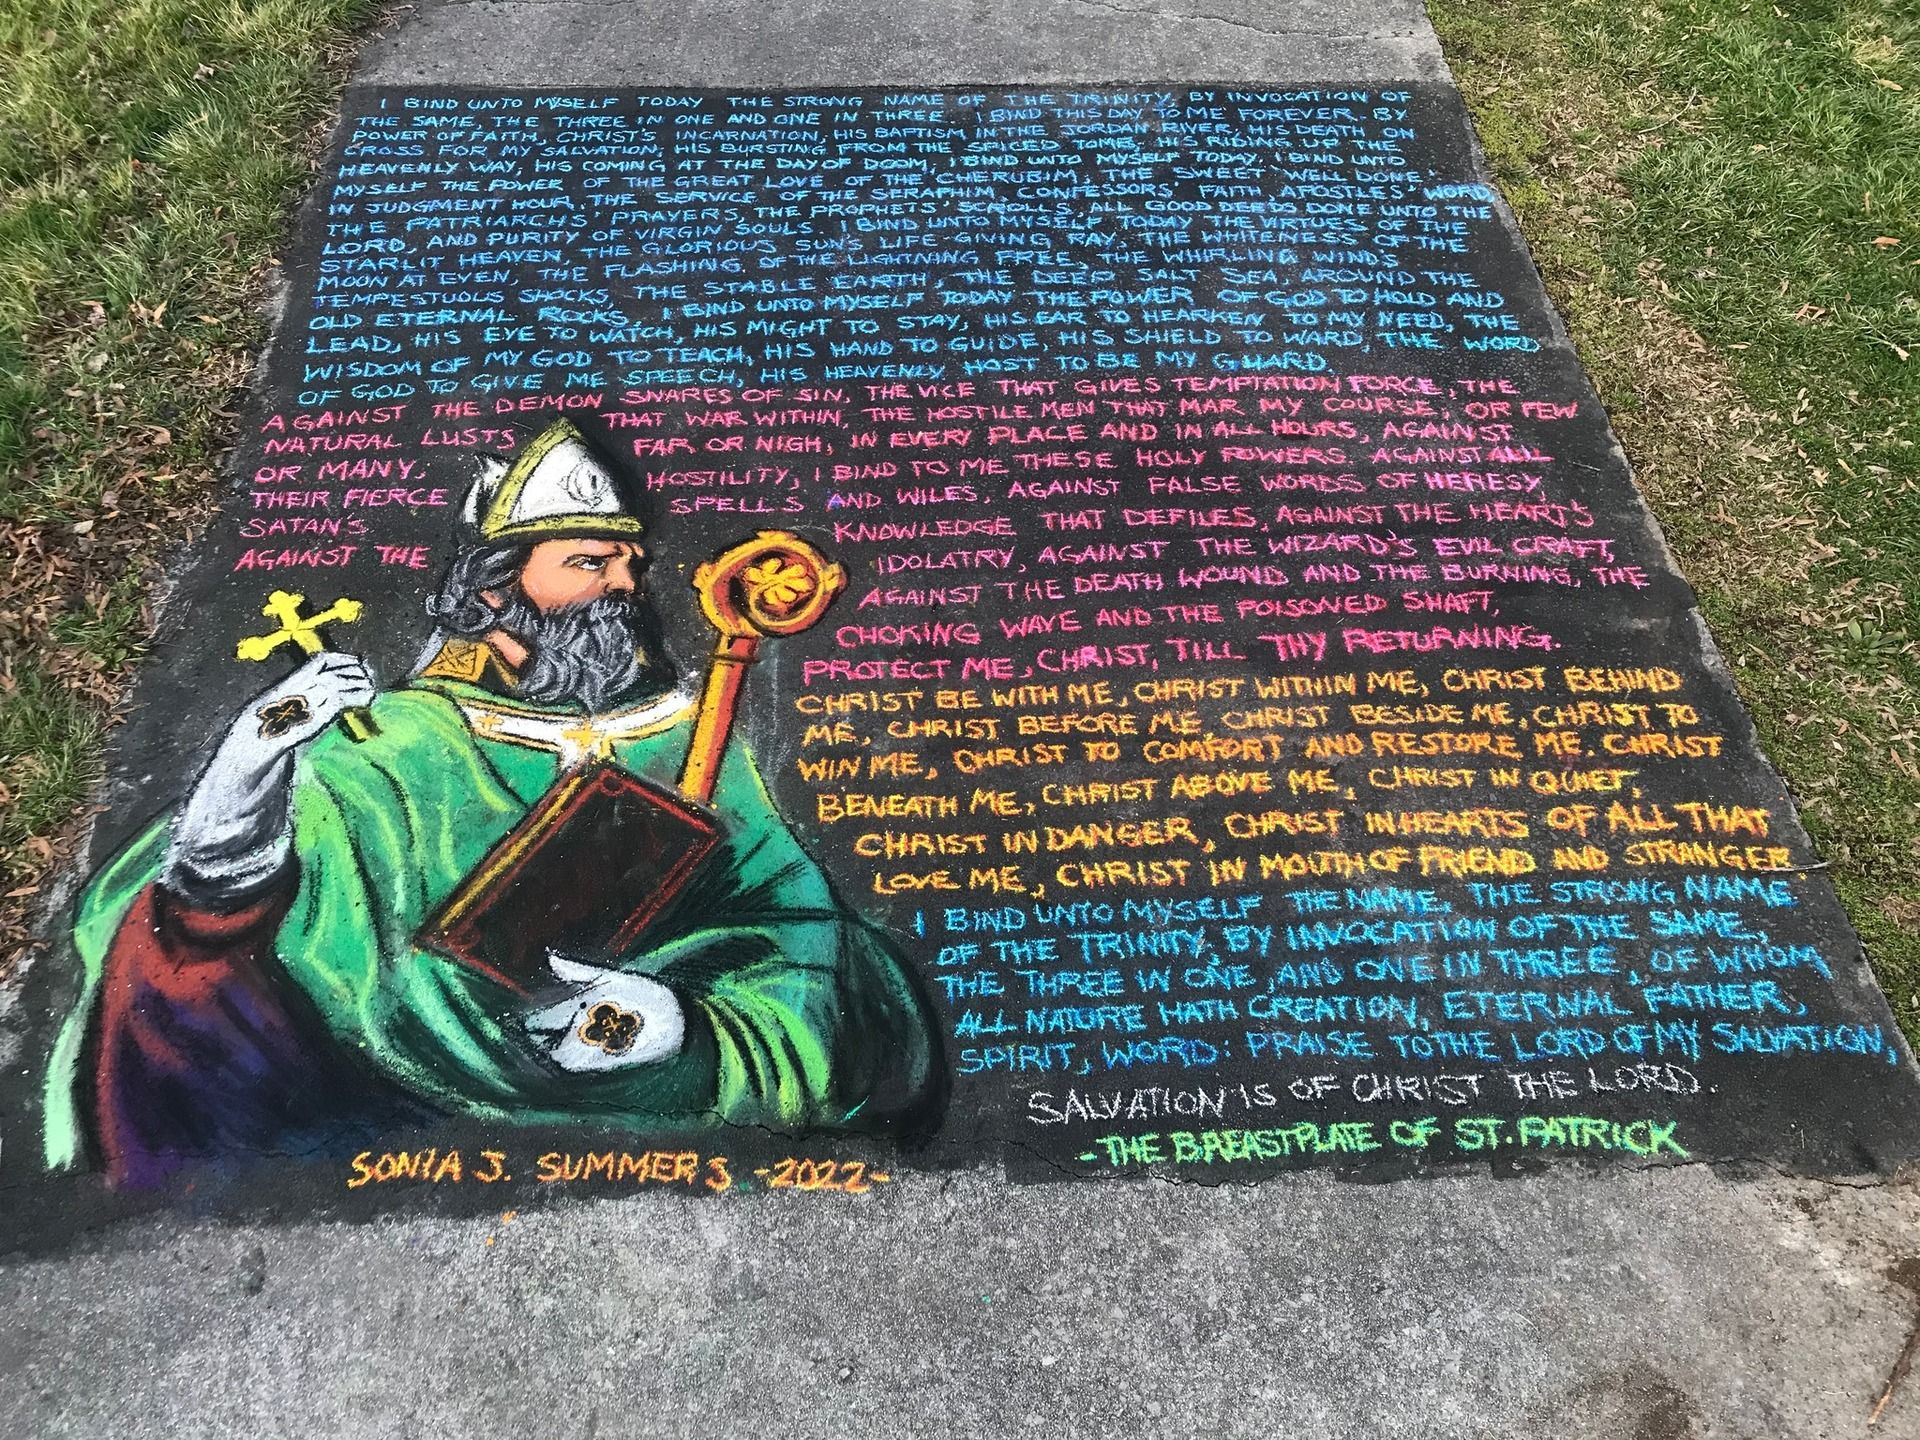 I BIND UNTO MYSELF TODAY THE STRONG NAME OF THE TRINITY, BY INVOCATION OF
THE SAME, THE THREE IN ONE AND ONE IN THREE. I BIND THIS DAY TO ME FOREVER. BY
POWER OF FAITH, CHRIST'S INCARNATION, HIS BAPTISM IN THE JORDAN RIVER, HIS DEATH ON
CROSS FOR MY SALVATION, HIS BURSTING FROM THE SPICED TOMB, HIS RIDING UP THE
HEAVENLY WAY, HIS COMING AT THE DAY OF DOOM, I BIND UNTO MYSELF TODAY. I BIND UNTO
MYSELF THE POWER OF THE GREAT LOVE OF THE CHERUBIM, THE SWEET 'WELL DONE'
IN JUDGMENT HOUR, THE SERVICE OF THE SERAPHIM, CONFESSORS' FAITH, APOSTLES' WORD
THE PATRIARCHS' PRAYERS, THE PROPHETS' SCROLLS, ALL GOOD DEEDS DONE UNTO THE
LORD, AND PURITY OF VIRGIN SOULS. I BIND UNTO MYSELF TODAY THE VIRTUES OF THE
STARLIT HEAVEN, THE GLORIOUS SUN'S LIFE-GIVING RAY, THE WHITENESS OF THE
MOON AT EVEN, THE FLASHING OF THE LIGHTNING FREE, THE WHIRLING WIND'S
TEMPESTUOUS SHOCKS, THE STABLE EARTH, THE DEEP SALT SEA, AROUND THE
OLD ETERNAL ROCKS. I BIND UNTO MYSELF TODAY THE POWER OF GOD TO HOLD AND
LEAD, HIS EYE TO WATCH, HIS MIGHT TO STAY, HIS EAR TO HEARKEN TO MY NEED, THE
WISDOM OF MY GOD TO TEACH, HIS HAND TO GUIDE, HIS SHIELD TO WARD, THE WORD
OF GOD TO GIVE ME SPEECH, HIS HEAVENLY HOST TO BE MY GUARD.
AGAINST THE DEMON SNARES OF SIN, THE VICE THAT GIVES TEMPTATION FORCE, THE
NATURAL LUSTS THAT WAR WITHIN, THE HOSTILE MEN THAT MAR MY COURSE; OR FEW
OR MANY, FAR OR NIGH, IN EVERY PLACE AND IN ALL HOURS, AGAINST
THEIR FIERCE HOSTILITY, I BIND TO ME THESE HOLY POWERS. AGAINST ALL
SATAN'S SPELLS AND WILES, AGAINST FALSE WORDS OF HERESY,
AGAINST THE KNOWLEDGE THAT DEFILES, AGAINST THE HEART'S
IDOLATRY, AGAINST THE WIZARD'S EVIL CRAFT,
AGAINST THE DEATH WOUND AND THE BURNING, THE
CHOKING WAVE AND THE POISONED SHAFT,
PROTECT ME, CHRIST, TILL THY RETURNING.
CHRIST BE WITH ME, CHRIST WITHIN ME, CHRIST BEHIND
ME, CHRIST BEFORE ME, CHRIST BESIDE ME, CHRIST TO
WIN ME, CHRIST TO COMFORT AND RESTORE ME. CHRIST
BENEATH ME, CHRIST ABOVE ME, CHRIST IN QUIET,
CHRIST IN DANGER, CHRIST IN HEARTS OF ALL THAT
LOVE ME, CHRIST IN MOUTH OF FRIEND AND STRANGER.
I BIND UNTO MYSELF THE NAME, THE STRONG NAME
OF THE TRINITY, BY INVOCATION OF THE SAME,
THE THREE IN ONE, AND ONE IN THREE, OF WHOM
ALL NATURE HATH CREATION, ETERNAL FATHER,
SPIRIT, WORD: PRAISE TO THE LORD OF MY SALVATION,
SALVATION IS OF CHRIST THE LORD.
-THE BREASTPLATE OF ST. PATRICK
SONIA J. SUMMERS -2022-